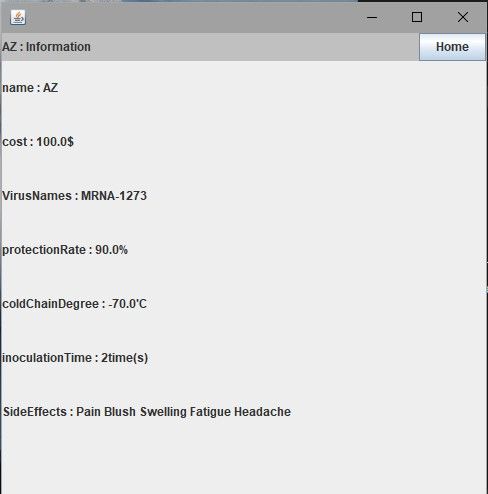 AZ : Information
Home
name : AZ
cost : 100.0$
VirusNames : MRNA-1273
protectionRate : 90.0%
coldChainDegree : -70.0'C
inoculationTime : 2time(s)
SideEffects : Pain Blush Swelling Fatigue Headache